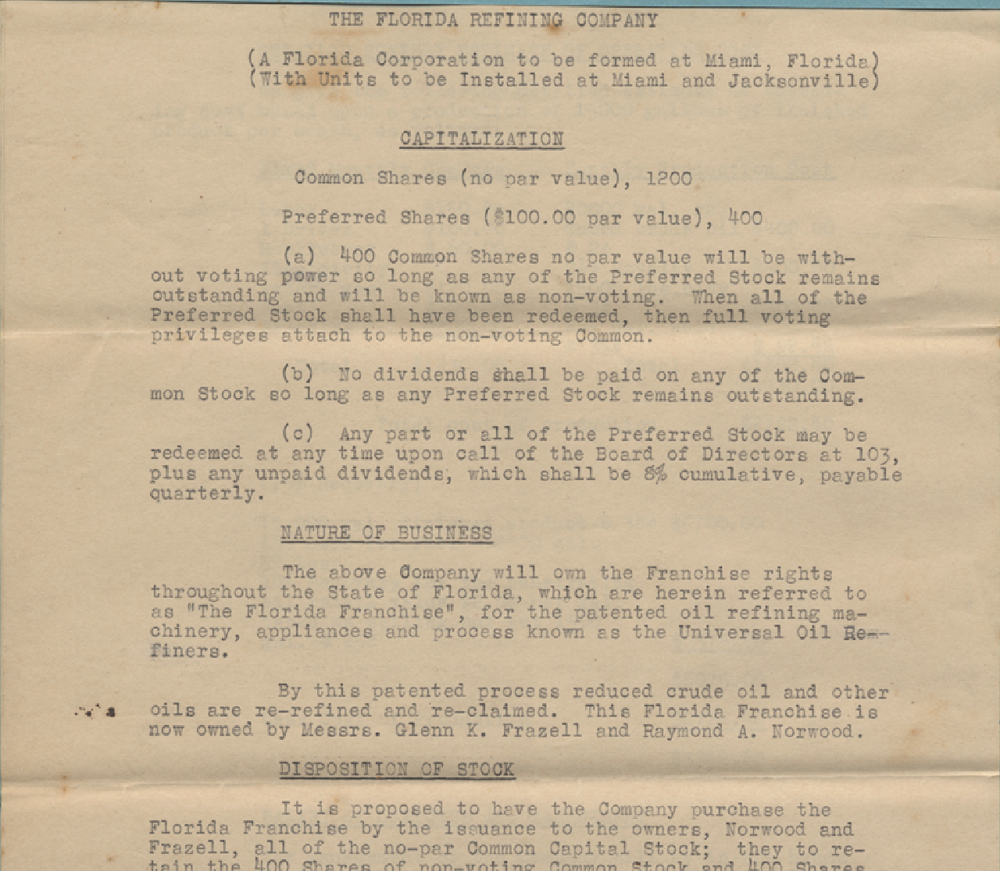 THE FLORIDA REFINING COMPANY
(A Florida Corporation to be formed at Miami, Florida)
(With Units to be Installed at Miami and Jacksonville)
CAPITALIZATION
Common Shares (no par value), 1200
Preferred Shares ($100.00 par value), 400
(a) 400 Common Shares no par value will be with-
out voting power so long as any of the Preferred Stock remains
outstanding and will be known as non-voting. When all of the
Preferred Stock shall have been redeemed, then full voting
privileges attach to the non-voting Common.
(b) No dividends shall be paid on any of the Com-
mon Stock so long as any Preferred Stock remains outstanding.
(c) Any part or all of the Preferred Stock may be
redeemed at any time upon call of the Board of Directors at 103,
plus any unpaid dividends, which shall be 8% cumulative, payable
quarterly.
NATURE OF BUSINESS
The above Company will own the Franchise rights
throughout the State of Florida, which are herein referred to
as "The Florida Franchise", for the patented oil refining ma-
chinery, appliances and process known as the Universal Oil Re--
finers.
By this patented process reduced crude oil and other
oils are re-refined and re-claimed. This Florida Franchise is
now owned by Messrs. Glenn K. Frazell and Raymond A. Norwood.
DISPOSITION OF STOCK
It is proposed to have the Company purchase the
Florida Franchise by the issuance to the owners, Norwood and
Frazell, all of the no-par Common Capital Stock; they to re-
tain the 400 Shares of non-voting Common Stock and 400 Shares